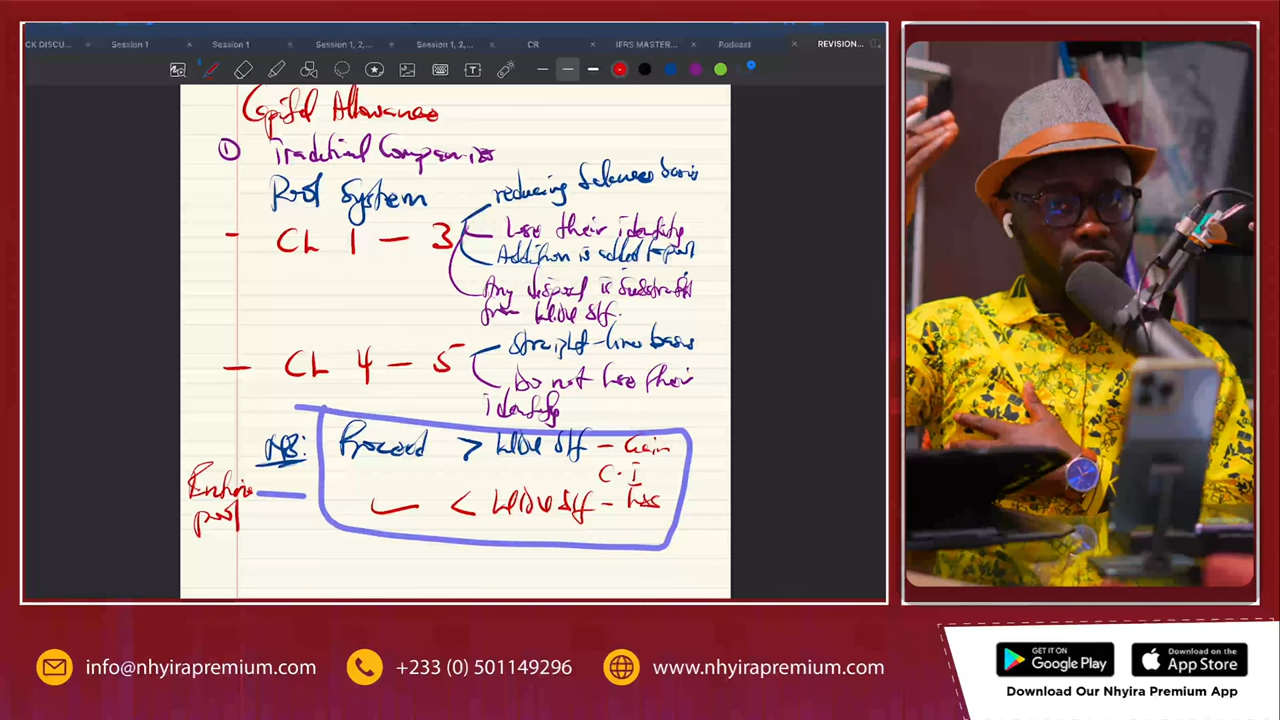 CK DISCU...
Session 1
Session 1
Session 1, 2,...
Session 1, 2,...
CR
IFRS MASTER...
Podcast
REVISION...
Capital Allowance
① Traditional Companies
Pool System
reducing balance basis
- CL 1 - 3
Lose their identity
Addition is added to pool
Any disposal is subtracted
from WDV b/f.
straight-line basis
- CL 4 - 5
Do not lose their
identity
NB: Proceed > WDV b/f - Gain
C.I
Entire
pool
< WDV b/f - loss
info@nhyirapremium.com
+233 (0) 501149296
www.nhyirapremium.com
GET IT ON
Google Play
Download on the
App Store
Download Our Nhyira Premium App